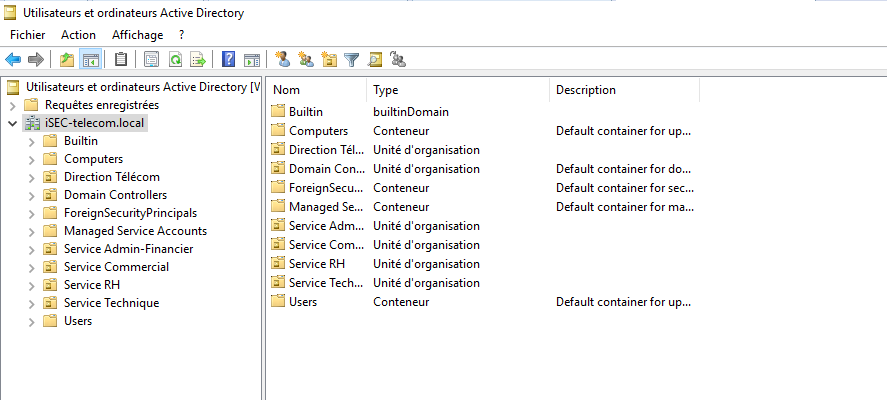 Utilisateurs et ordinateurs Active Directory
Fichier Action Affichage ?
Utilisateurs et ordinateurs Active Directory [V
Requêtes enregistrées
iSEC-telecom.local
Builtin
Computers
Direction Télécom
Domain Controllers
ForeignSecurityPrincipals
Managed Service Accounts
Service Admin-Financier
Service Commercial
Service RH
Service Technique
Users
Nom Type Description
Builtin builtinDomain
Computers Conteneur Default container for up...
Direction Tél... Unité d'organisation
Domain Con... Unité d'organisation Default container for do...
ForeignSecu... Conteneur Default container for sec...
Managed Se... Conteneur Default container for ma...
Service Adm... Unité d'organisation
Service Com... Unité d'organisation
Service RH Unité d'organisation
Service Tech... Unité d'organisation
Users Conteneur Default container for up...